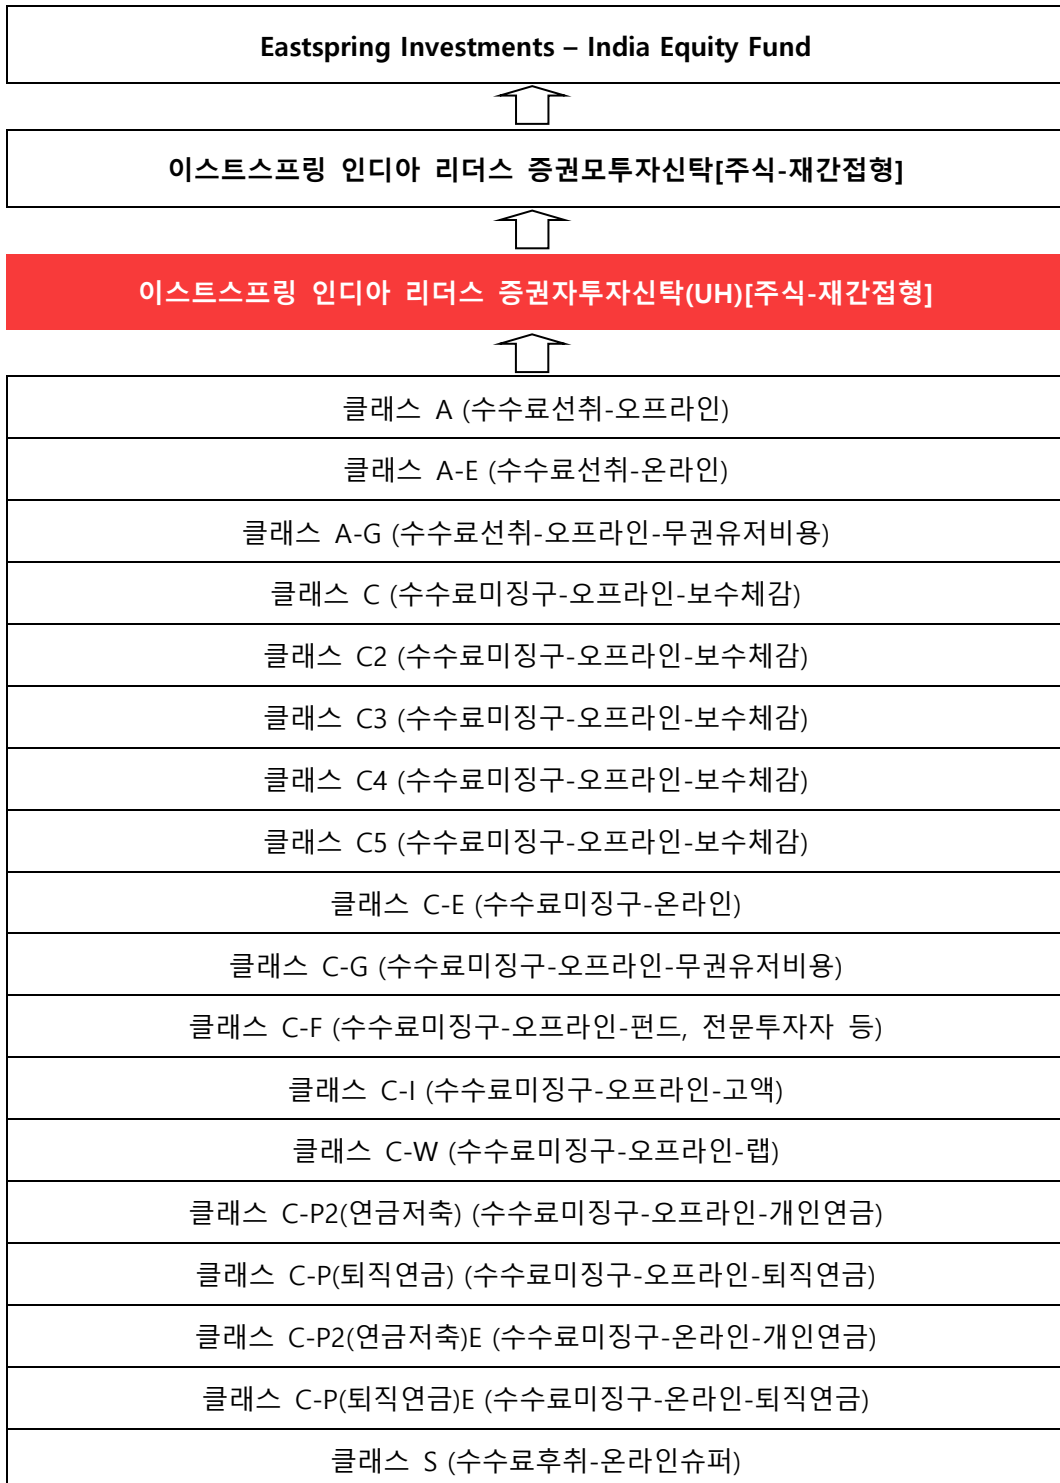 Eastspring Investments – India Equity Fund
이스트스프링 인디아 리더스 증권모투자신탁[주식-재간접형]
이스트스프링 인디아 리더스 증권자투자신탁(UH)[주식-재간접형]
클래스 A (수수료선취-오프라인)
클래스 A-E (수수료선취-온라인)
클래스 A-G (수수료선취-오프라인-무권유저비용)
클래스 C (수수료미징구-오프라인-보수체감)
클래스 C2 (수수료미징구-오프라인-보수체감)
클래스 C3 (수수료미징구-오프라인-보수체감)
클래스 C4 (수수료미징구-오프라인-보수체감)
클래스 C5 (수수료미징구-오프라인-보수체감)
클래스 C-E (수수료미징구-온라인)
클래스 C-G (수수료미징구-오프라인-무권유저비용)
클래스 C-F (수수료미징구-오프라인-펀드, 전문투자자 등)
클래스 C-I (수수료미징구-오프라인-고액)
클래스 C-W (수수료미징구-오프라인-랩)
클래스 C-P2(연금저축) (수수료미징구-오프라인-개인연금)
클래스 C-P(퇴직연금) (수수료미징구-오프라인-퇴직연금)
클래스 C-P2(연금저축)E (수수료미징구-온라인-개인연금)
클래스 C-P(퇴직연금)E (수수료미징구-온라인-퇴직연금)
클래스 S (수수료후취-온라인슈퍼)